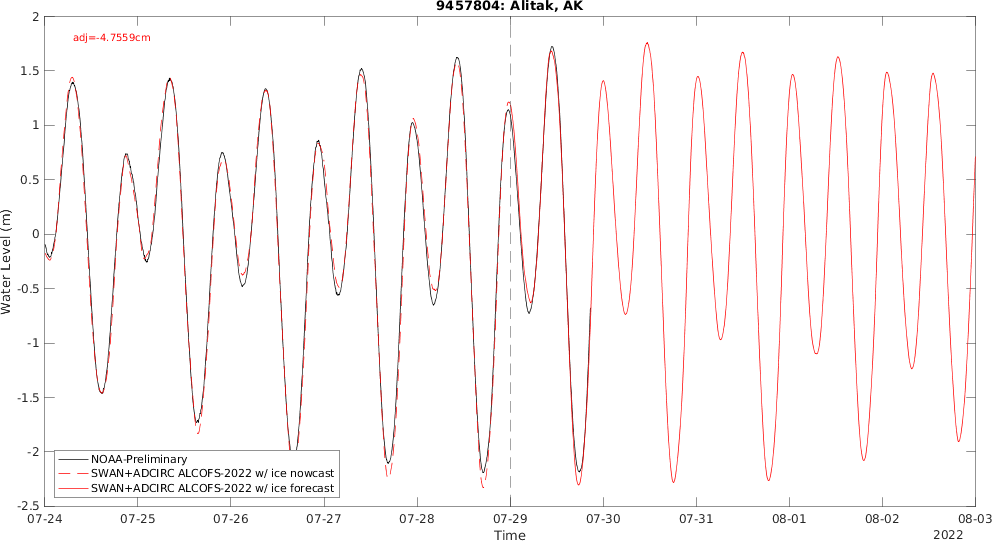 9457804: Alitak, AK
adj=-4.7559cm
2
1.5
1
0.5
0
-0.5
-1
-1.5
-2
-2.5
Water Level (m)
NOAA-Preliminary
SWAN+ADCIRC ALCOFS-2022 w/ ice nowcast
SWAN+ADCIRC ALCOFS-2022 w/ ice forecast
07-24 07-25 07-26 07-27 07-28 07-29 07-30 07-31 08-01 08-02 08-03
Time
2022